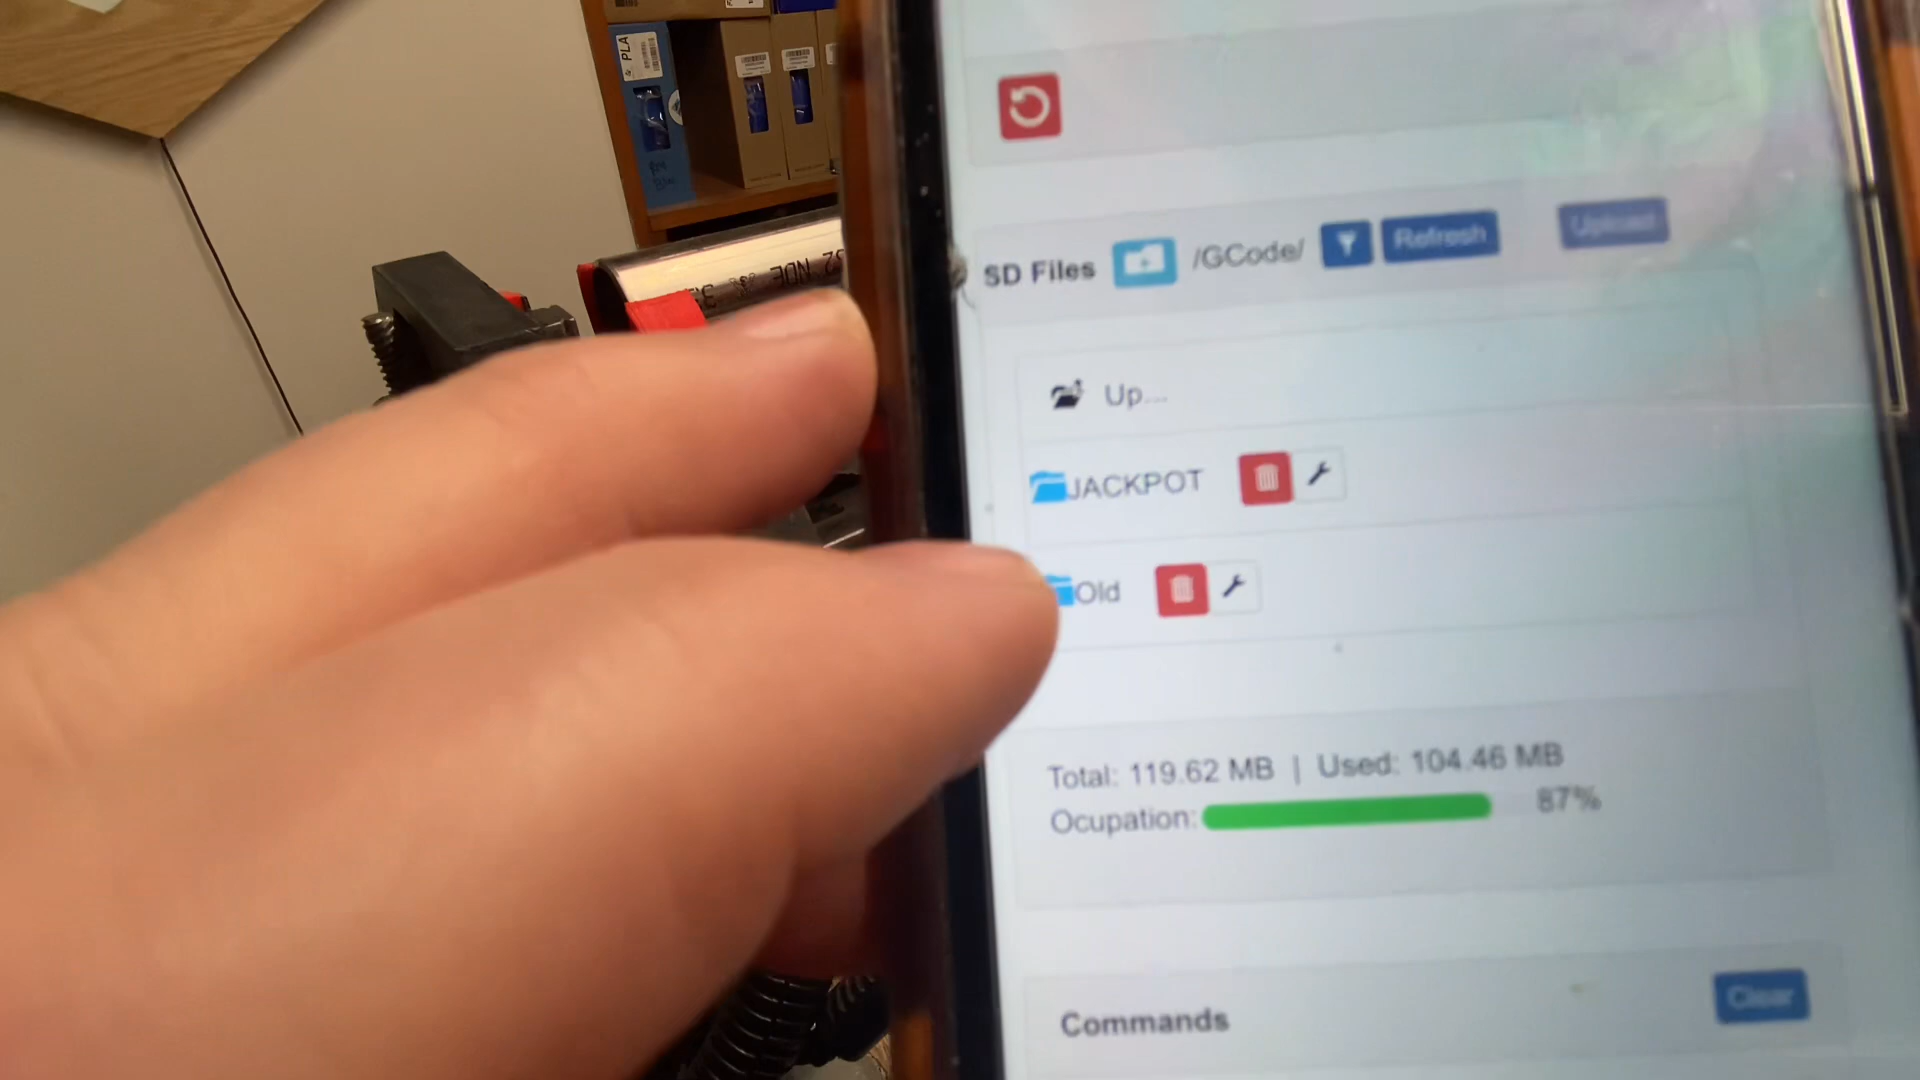 PLA
SD Files /GCode/ Refresh Upload
Up...
JACKPOT
Old
Total: 119.62 MB | Used: 104.46 MB
Ocupation: 87%
Commands Clear